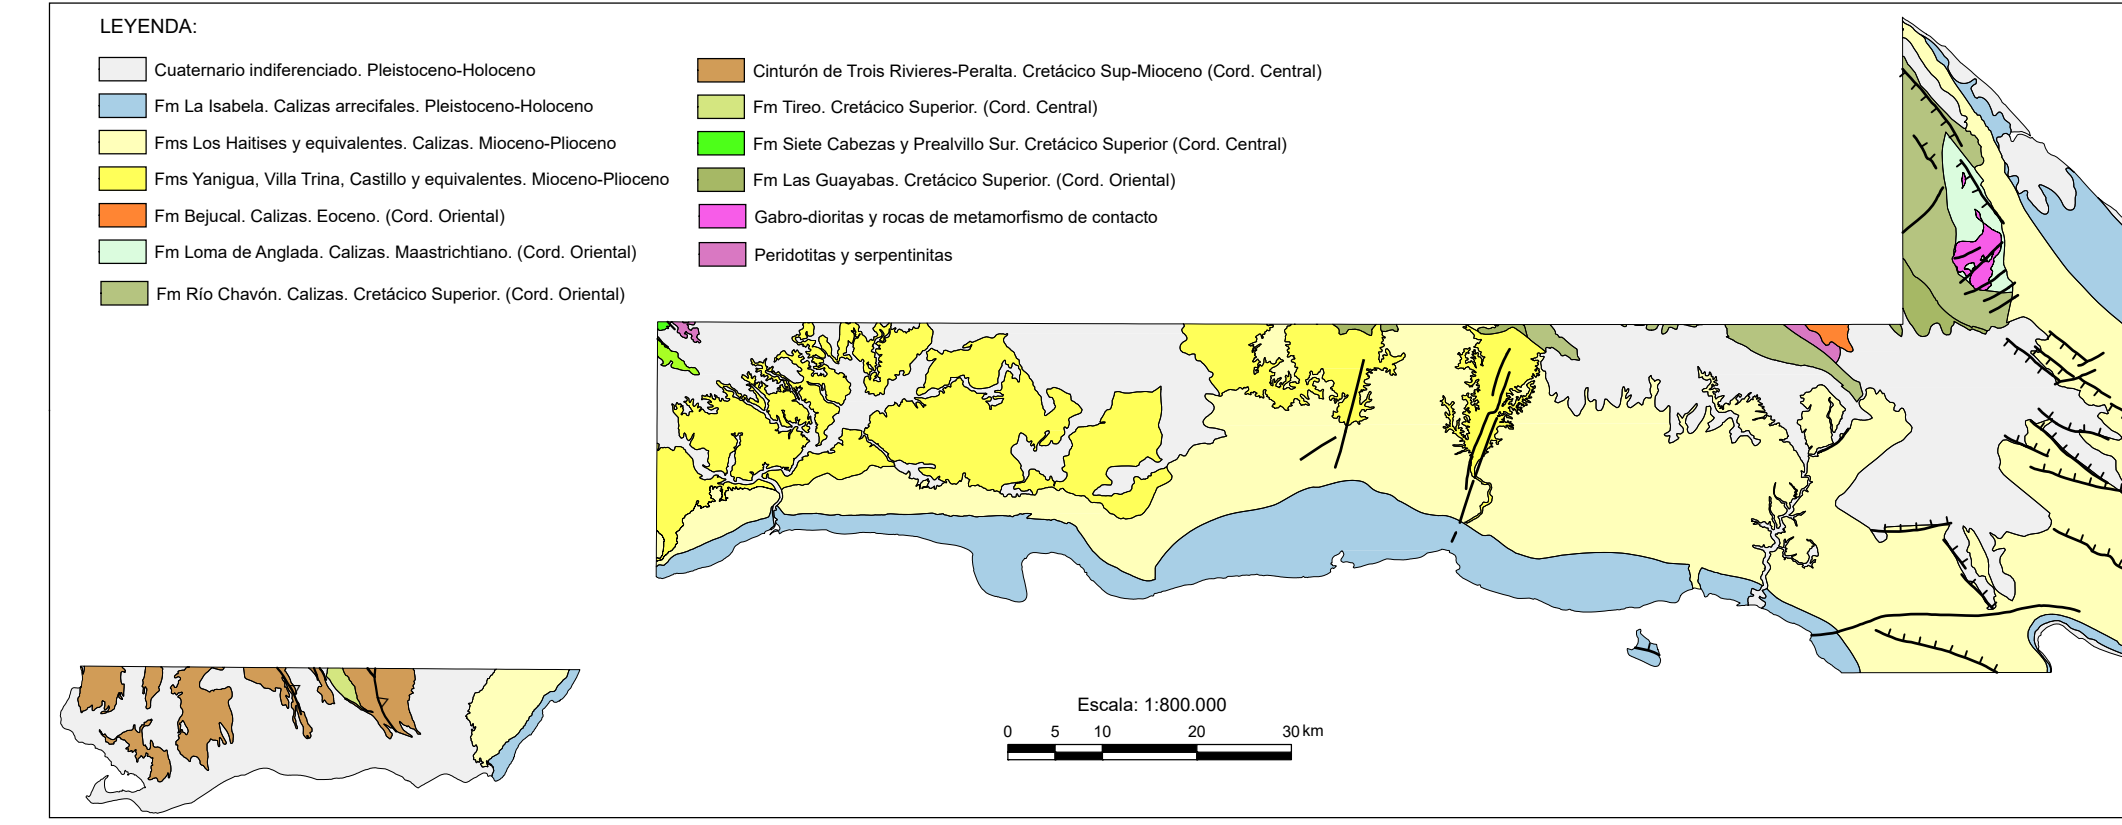 LEYENDA:
Cuaternario indiferenciado. Pleistoceno-Holoceno
Fm La Isabela. Calizas arrecifales. Pleistoceno-Holoceno
Fms Los Haitises y equivalentes. Calizas. Mioceno-Plioceno
Fms Yanigua, Villa Trina, Castillo y equivalentes. Mioceno-Plioceno
Fm Bejucal. Calizas. Eoceno. (Cord. Oriental)
Fm Loma de Anglada. Calizas. Maastrichtiano. (Cord. Oriental)
Fm Río Chavón. Calizas. Cretácico Superior. (Cord. Oriental)
Cinturón de Trois Rivieres-Peralta. Cretácico Sup-Mioceno (Cord. Central)
Fm Tireo. Cretácico Superior. (Cord. Central)
Fm Siete Cabezas y Prealvillo Sur. Cretácico Superior (Cord. Central)
Fm Las Guayabas. Cretácico Superior. (Cord. Oriental)
Gabro-dioritas y rocas de metamorfismo de contacto
Peridotitas y serpentinitas
Escala: 1:800.000
0 5 10 20 30 km